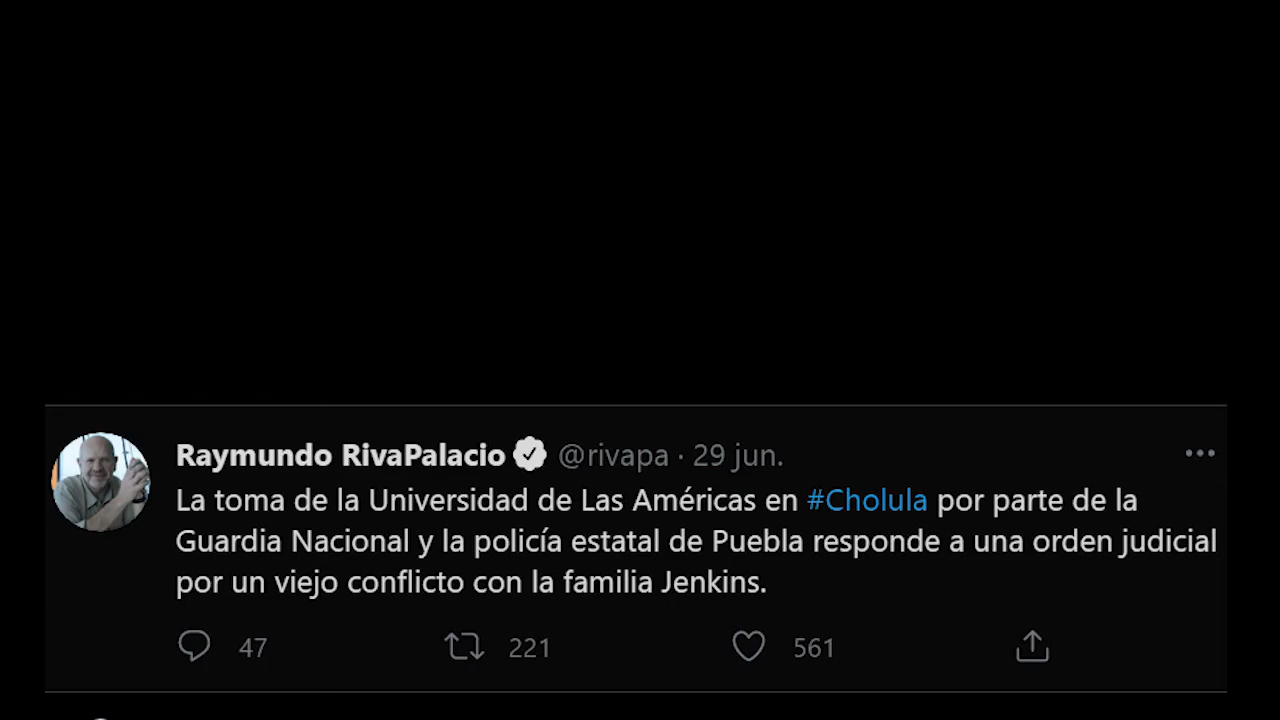 Raymundo RivaPalacio @rivapa · 29 jun.
La toma de la Universidad de Las Américas en #Cholula por parte de la
Guardia Nacional y la policía estatal de Puebla responde a una orden judicial
por un viejo conflicto con la familia Jenkins.
47 221 561